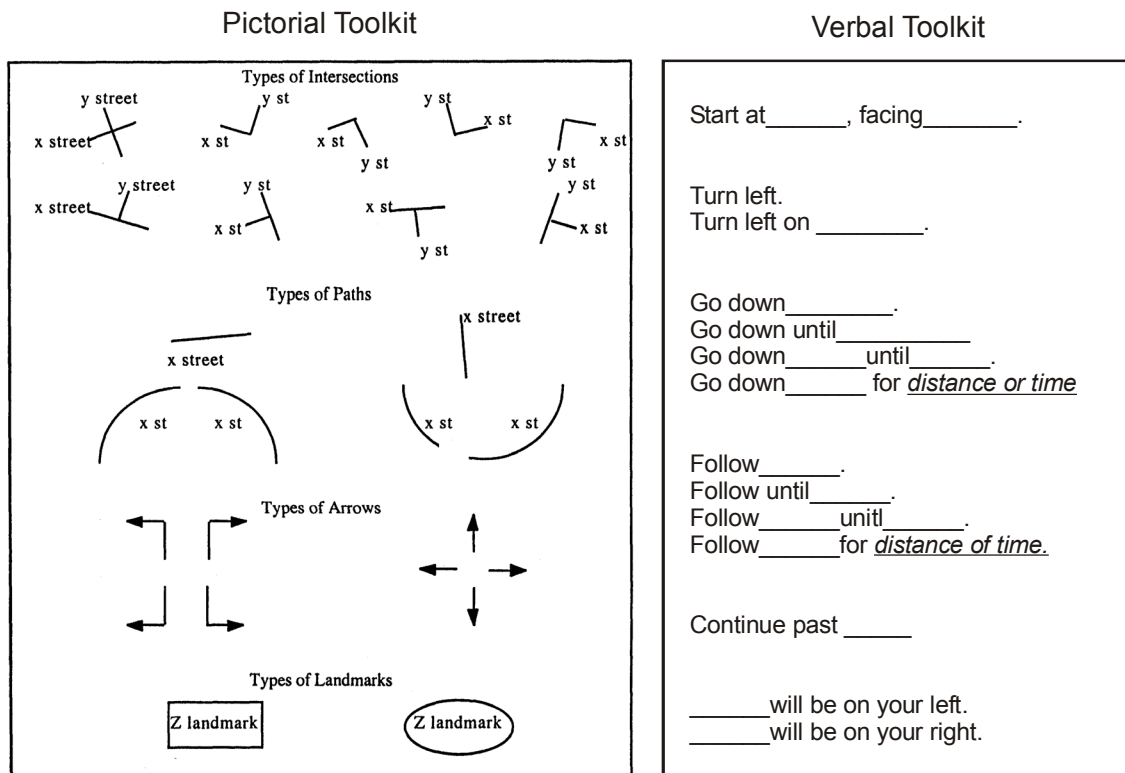 Pictorial Toolkit
Types of Intersections
y street
x street
y st
x st
x st
y st
y st
x st
x st
y st
y street
x street
y st
x st
x st
y st
y st
x st
Types of Paths
x street
x street
x st
x st
x st
x st
Types of Arrows
Types of Landmarks
Z landmark
Z landmark
Verbal Toolkit
Start at______, facing_______.
Turn left.
Turn left on ________.
Go down________.
Go down until__________
Go down______until______.
Go down______ for distance or time
Follow______.
Follow until______.
Follow______unitl______.
Follow______for distance of time.
Continue past _____
______will be on your left.
______will be on your right.